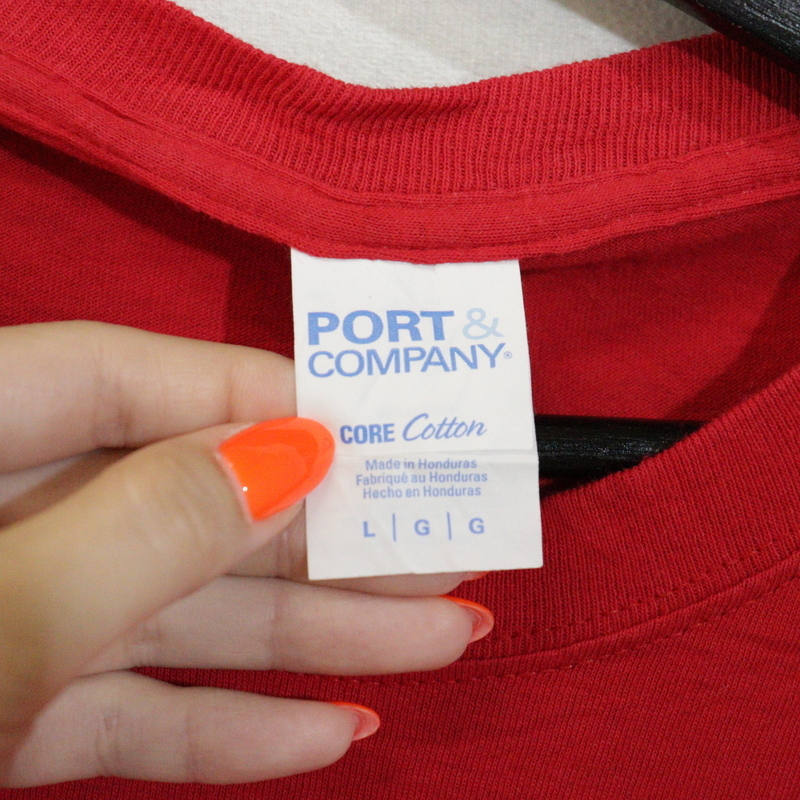 PORT &
COMPANY®
CORE Cotton
Made in Honduras
Fabriqué au Honduras
Hecho en Honduras
L | G | G